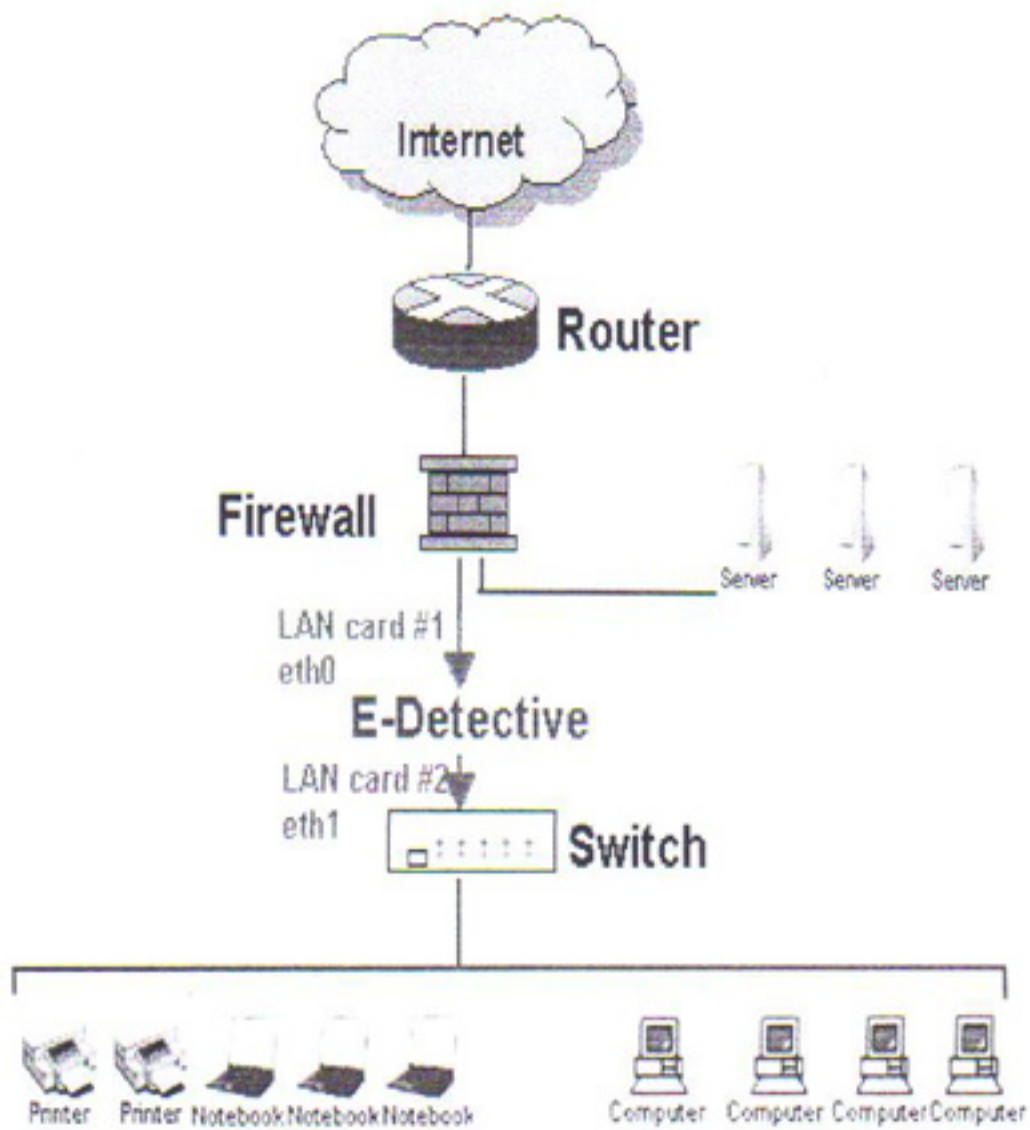 Internet
Router
Firewall
Server Server Server
LAN card #1
eth0
E-Detective
LAN card #2
eth1
Switch
Printer Printer Notebook Notebook Notebook Computer Computer Computer Computer